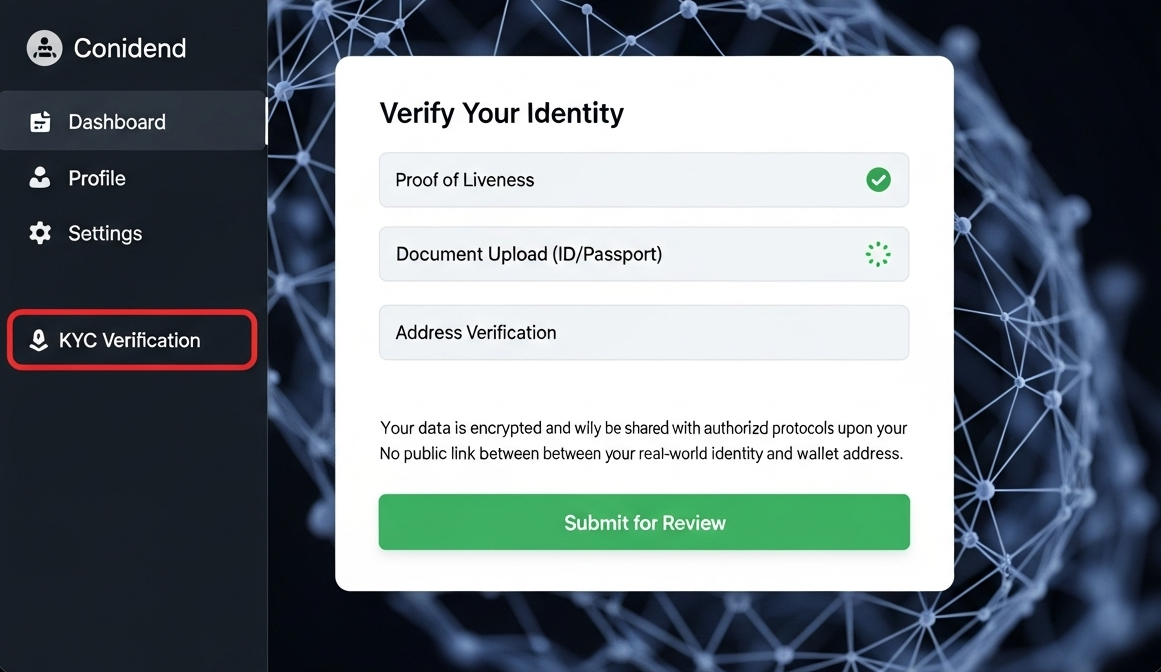 Conidend
Dashboard
Profile
Settings
KYC Verification
Verify Your Identity
Proof of Liveness
Document Upload (ID/Passport)
Address Verification
Your data is encrypted and wily be shared with authorizd protocols upon your
No public link between between your real-world identity and wallet address.
Submit for Review